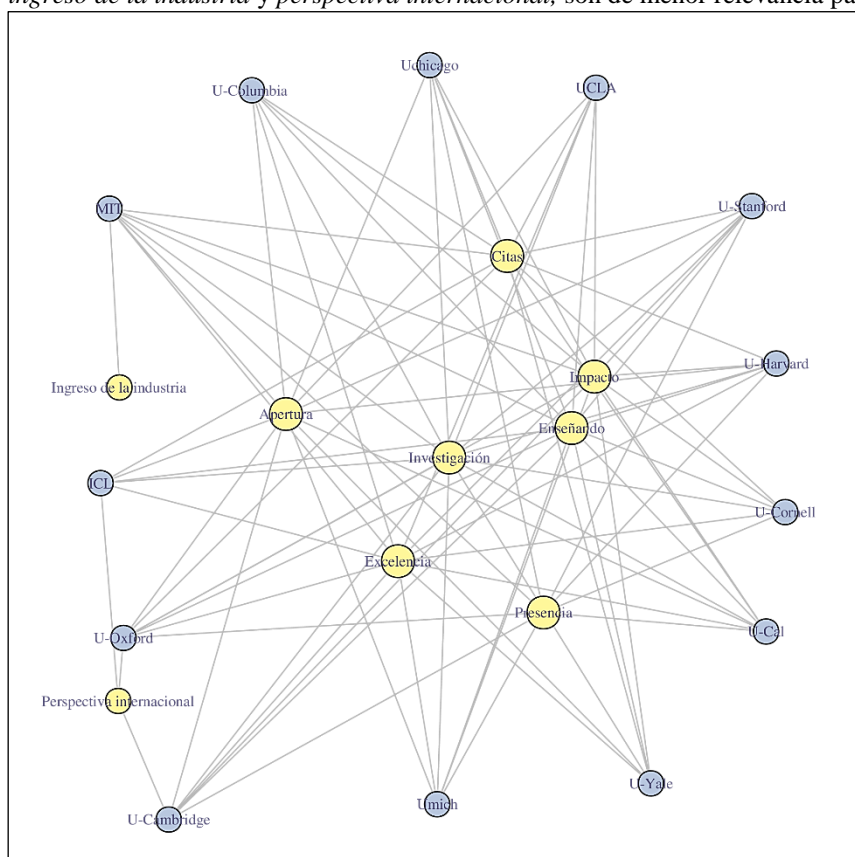 ingreso de la industria y perspectiva internacional, son de menor relevancia pa
Uchicago
U-Columbia
UCLA
MIT
U-Stanford
Citas
U-Harvard
Impacto
Ingreso de la industria
Apertura
Enseñando
Investigación
ICL
U-Cornell
Excelencia
Presencia
U-Cal
U-Oxford
Perspectiva internacional
U-Yale
Umich
U-Cambridge